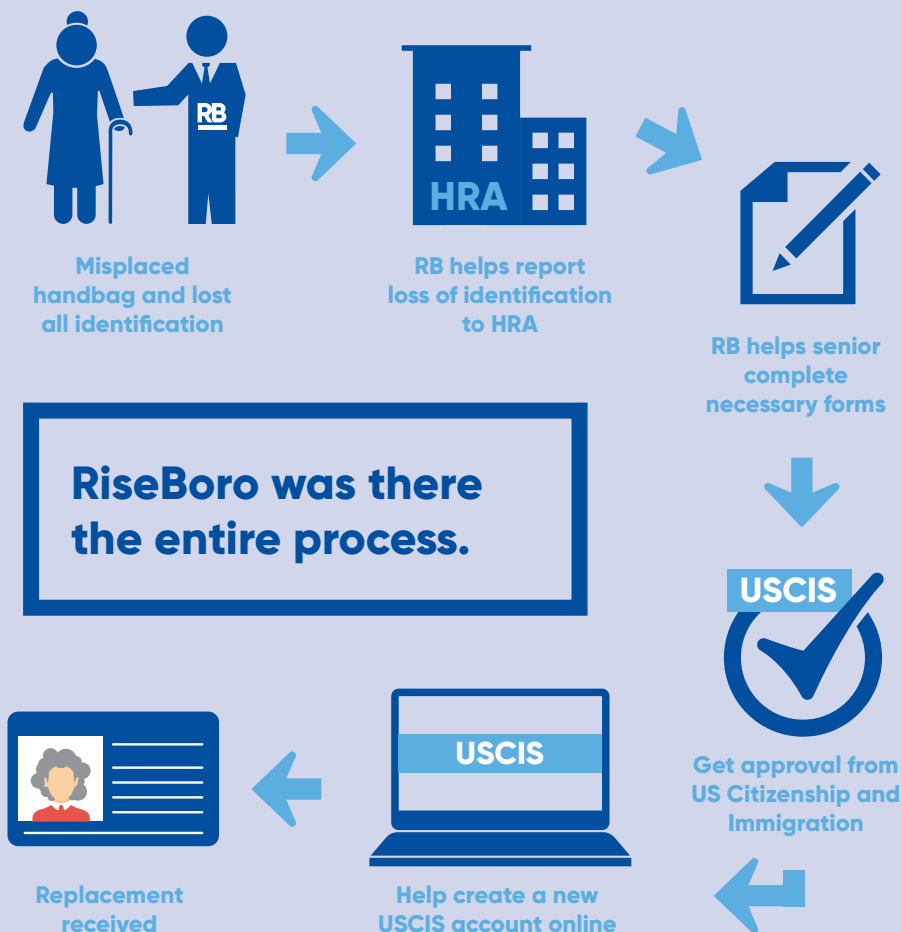 RB
HRA
Misplaced
handbag and lost
all identification
RB helps report
loss of identification
to HRA
RB helps senior
complete
necessary forms
RiseBoro was there
the entire process.
USCIS
Get approval from
US Citizenship and
Immigration
USCIS
Help create a new
USCIS account online
Replacement
received